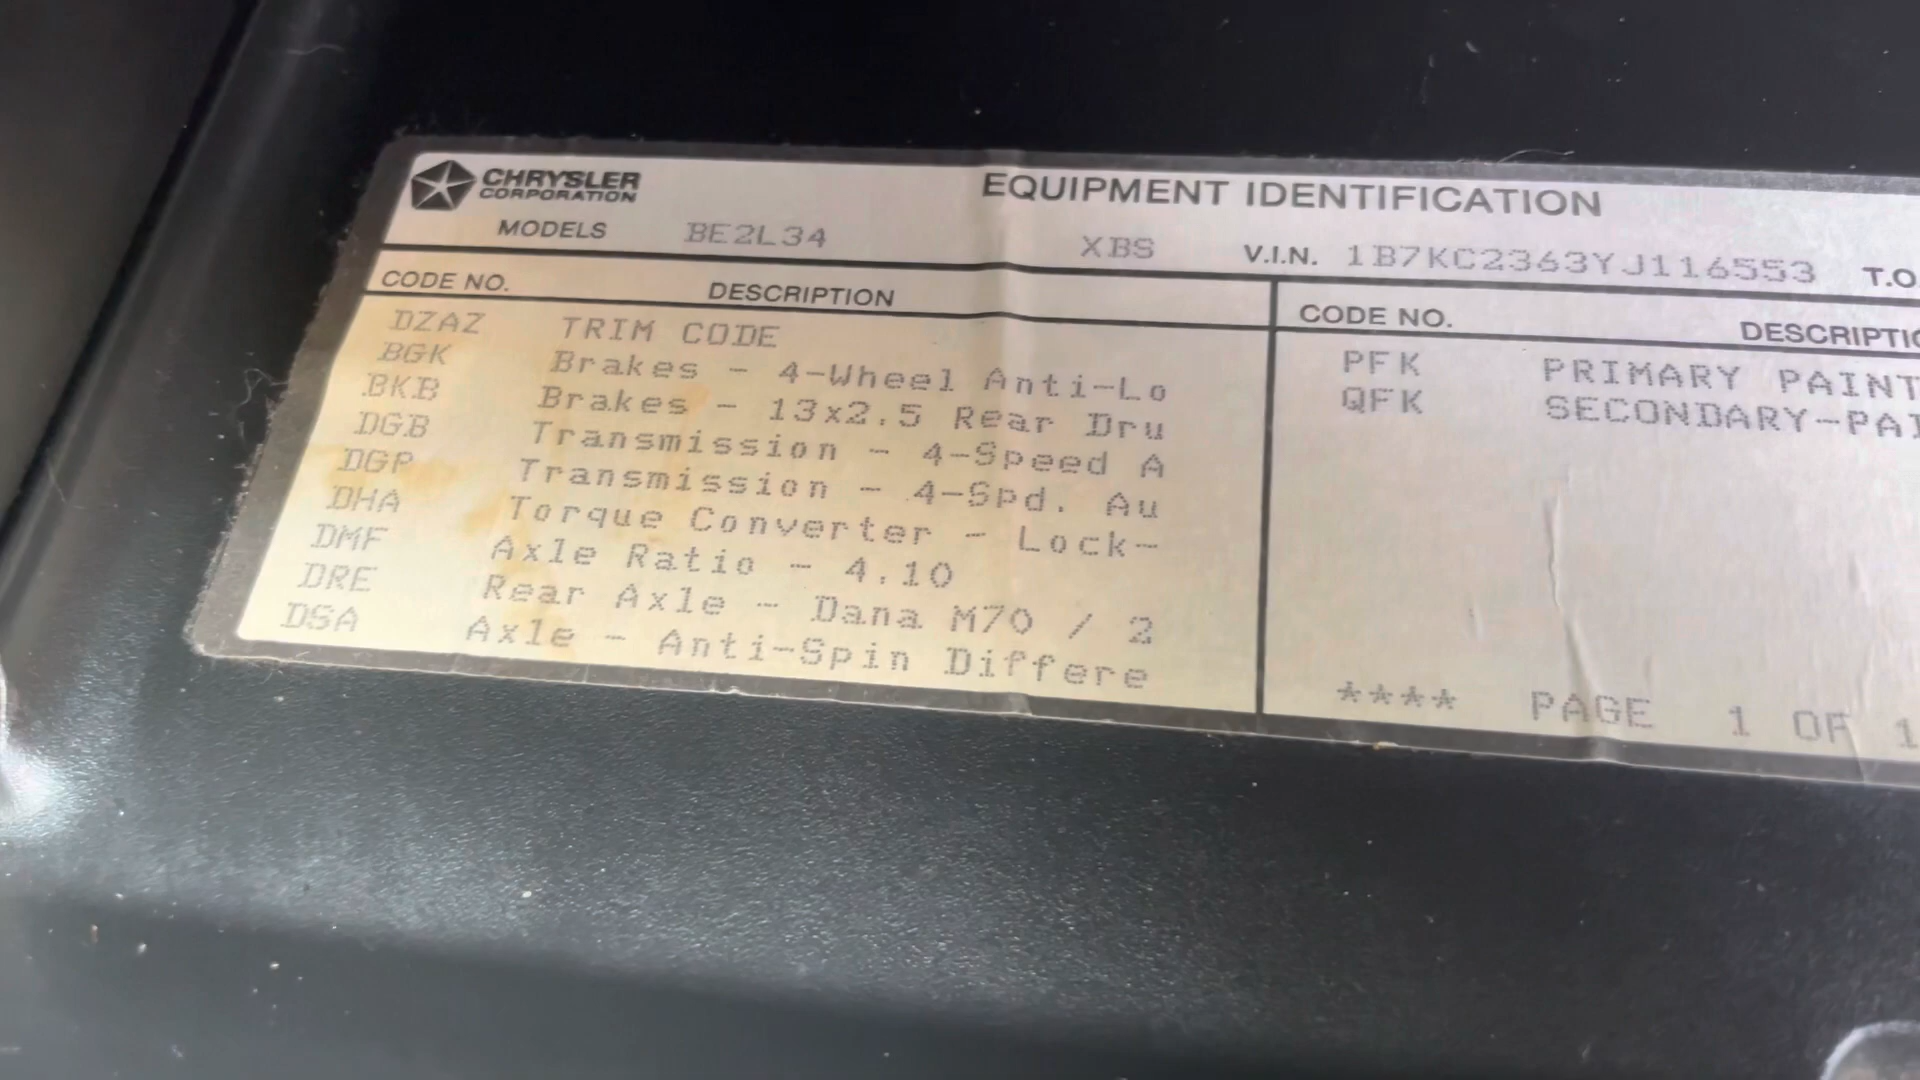 CHRYSLER
CORPORATION
EQUIPMENT IDENTIFICATION
MODELS BE2L34 XBS V.I.N. 1B7KC2363YJ116553 T.O
CODE NO. DESCRIPTION
DZAZ TRIM CODE
BGK Brakes - 4-Wheel Anti-Lo
BKB Brakes - 13x2.5 Rear Dru
DGB Transmission - 4-Speed A
DGP Transmission - 4-Spd. Au
DHA Torque Converter - Lock-
DMF Axle Ratio - 4.10
DRE Rear Axle - Dana M70 / 2
DSA Axle - Anti-Spin Differe
CODE NO. DESCRIPTIO
PFK PRIMARY PAINT
QFK SECONDARY-PAI
**** PAGE 1 OF 1